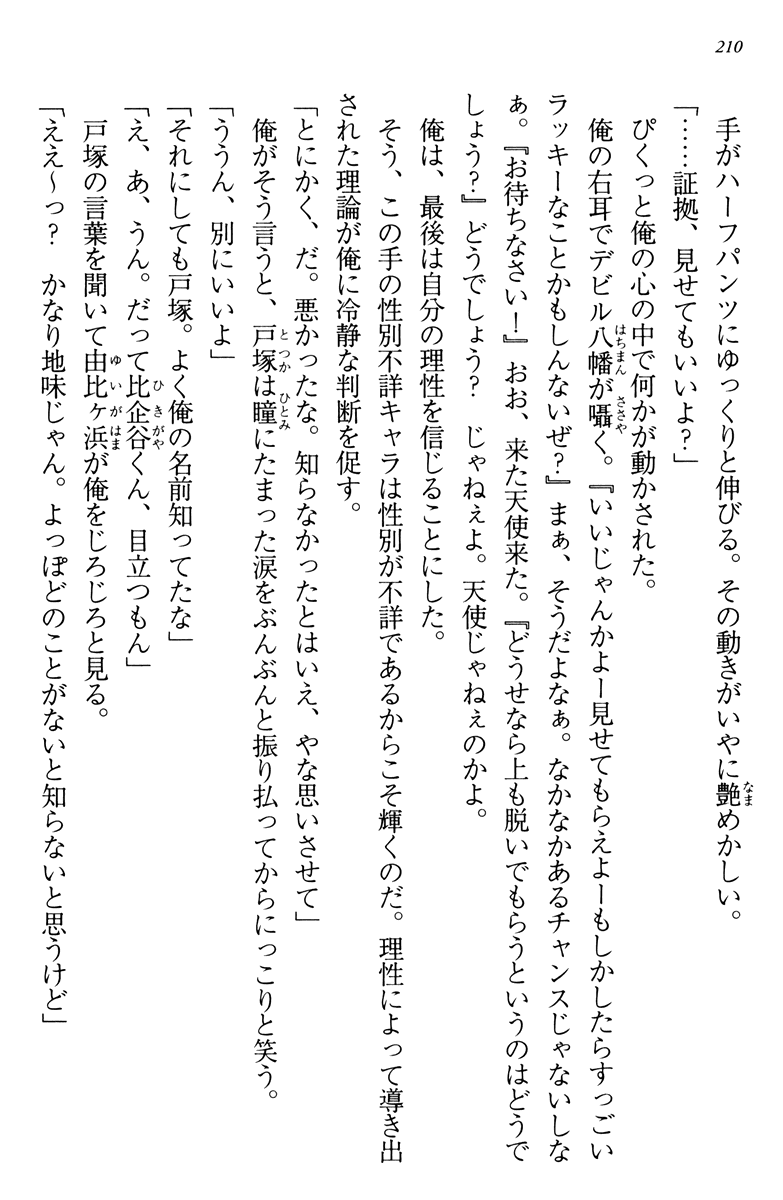 210
手がハーフパンツにゆっくりと伸びる。その動きがいやに艶めかしい。
「……証拠、見せてもいいよ？」
ぴくっと俺の心の中で何かが動かされた。
俺の右耳でデビル八幡が囁く。『いいじゃんかよー見せてもらえよーもしかしたらすっごい
ラッキーなことかもしんないぜ？』まぁ、そうだよなぁ。なかなかあるチャンスじゃないしな
ぁ。『お待ちなさい！』おお、来た天使来た。『どうせなら上も脱いでもらうというのはどうで
しょう？』どうでしょう？　じゃねぇよ。天使じゃねぇのかよ。
俺は、最後は自分の理性を信じることにした。
そう、この手の性別不詳キャラは性別が不詳であるからこそ輝くのだ。理性によって導き出
された理論が俺に冷静な判断を促す。
「とにかく、だ。悪かったな。知らなかったとはいえ、やな思いさせて」
俺がそう言うと、戸塚は瞳にたまった涙をぶんぶんと振り払ってからにっこりと笑う。
「ううん、別にいいよ」
「それにしても戸塚。よく俺の名前知ってたな」
「え、あ、うん。だって比企谷くん、目立つもん」
戸塚の言葉を聞いて由比ヶ浜が俺をじろじろと見る。
「ええ～っ？　かなり地味じゃん。よっぽどのことがないと知らないと思うけど」